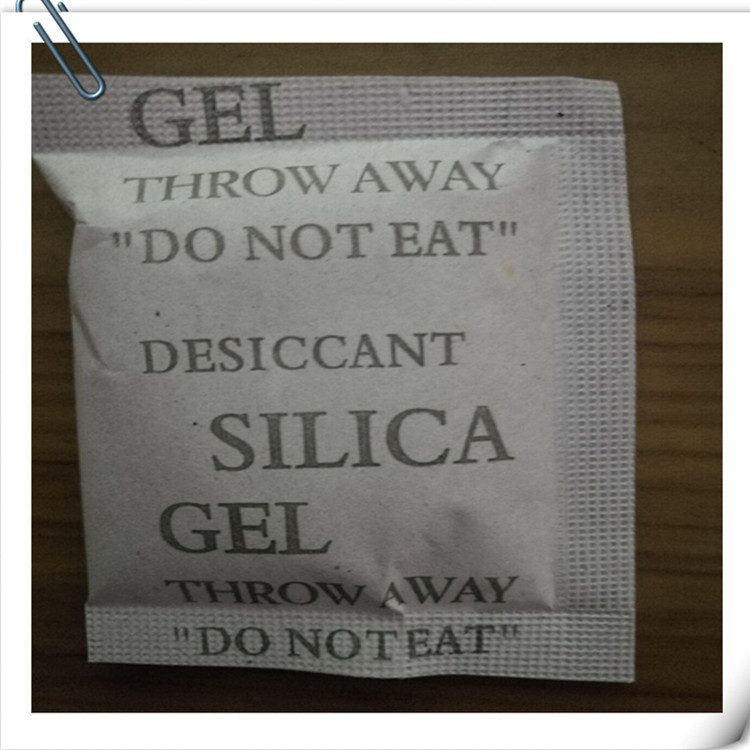 GEL
THROW AWAY
"DO NOT EAT"
DESICCANT
SILICA
GEL
THROW AWAY
"DO NOT EAT"